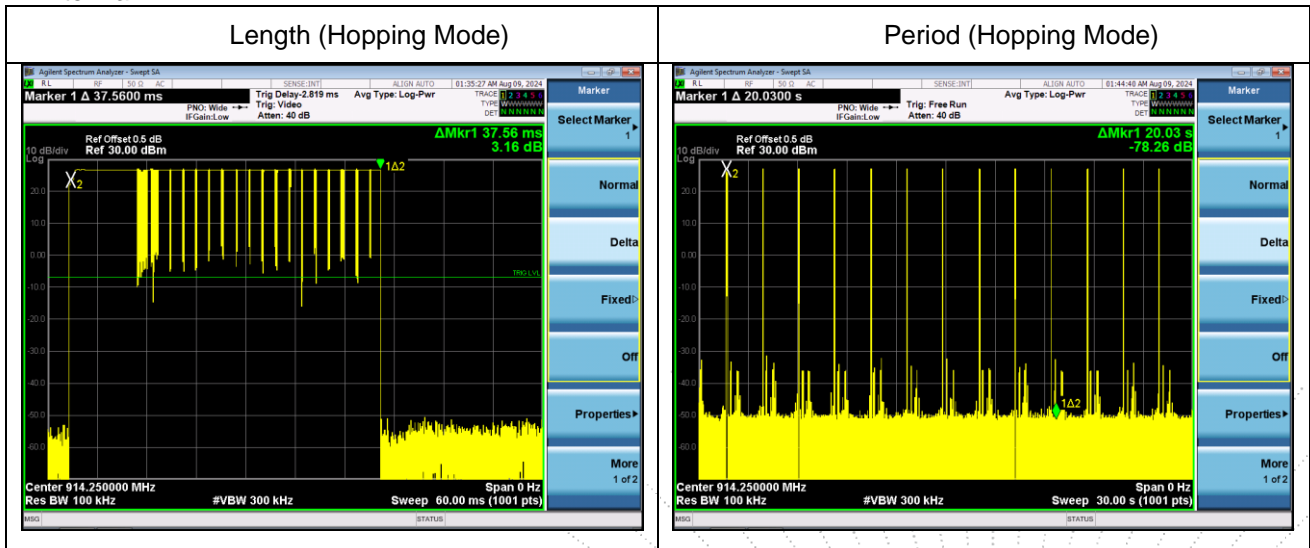 Length (Hopping Mode)
Period (Hopping Mode)
Agilent Spectrum Analyzer - Swept SA
RL RF 50 Ω AC SENSE:INT ALIGN AUTO 01:35:27 AM Aug 09, 2024
Marker 1 Δ 37.5600 ms
PNO: Wide
IFGain:Low
Trig Delay-2.819 ms
Trig: Video
Atten: 40 dB
Avg Type: Log-Pwr
TRACE 1 2 3 4 5 6
TYPE WWWWWW
DET N N N N N N
Ref Offset 0.5 dB
Ref 30.00 dBm
ΔMkr1 37.56 ms
3.16 dB
10 dB/div
Log
X2
1Δ2
20.0
10.0
0.00
TRIG LVL
-10.0
-20.0
-30.0
-40.0
-50.0
-60.0
Center 914.250000 MHz
Span 0 Hz
Res BW 100 kHz
#VBW 300 kHz
Sweep 60.00 ms (1001 pts)
MSG
STATUS
Marker
Select Marker
1
Normal
Delta
Fixed
Off
Properties
More
1 of 2
Agilent Spectrum Analyzer - Swept SA
RL RF 50 Ω AC SENSE:INT ALIGN AUTO 01:44:48 AM Aug 09, 2024
Marker 1 Δ 20.0300 s
PNO: Wide
IFGain:Low
Trig: Free Run
Atten: 40 dB
Avg Type: Log-Pwr
TRACE 1 2 3 4 5 6
TYPE WWWWWW
DET N N N N N N
Ref Offset 0.5 dB
Ref 30.00 dBm
ΔMkr1 20.03 s
-78.26 dB
10 dB/div
Log
X2
20.0
10.0
0.00
-10.0
-20.0
-30.0
-40.0
1Δ2
-50.0
-60.0
Center 914.250000 MHz
Span 0 Hz
Res BW 100 kHz
#VBW 300 kHz
Sweep 30.00 s (1001 pts)
MSG
STATUS
Marker
Select Marker
1
Normal
Delta
Fixed
Off
Properties
More
1 of 2